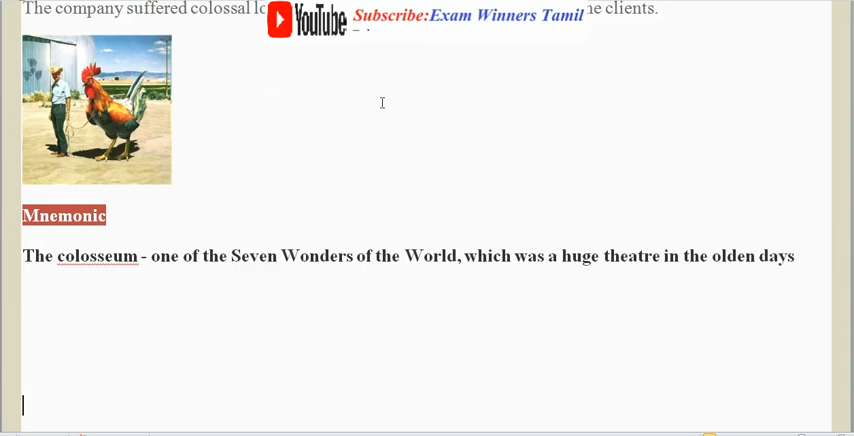 The company suffered colossal lo ne clients.
YouTube Subscribe:Exam Winners Tamil
Mnemonic
The colosseum - one of the Seven Wonders of the World, which was a huge theatre in the olden days